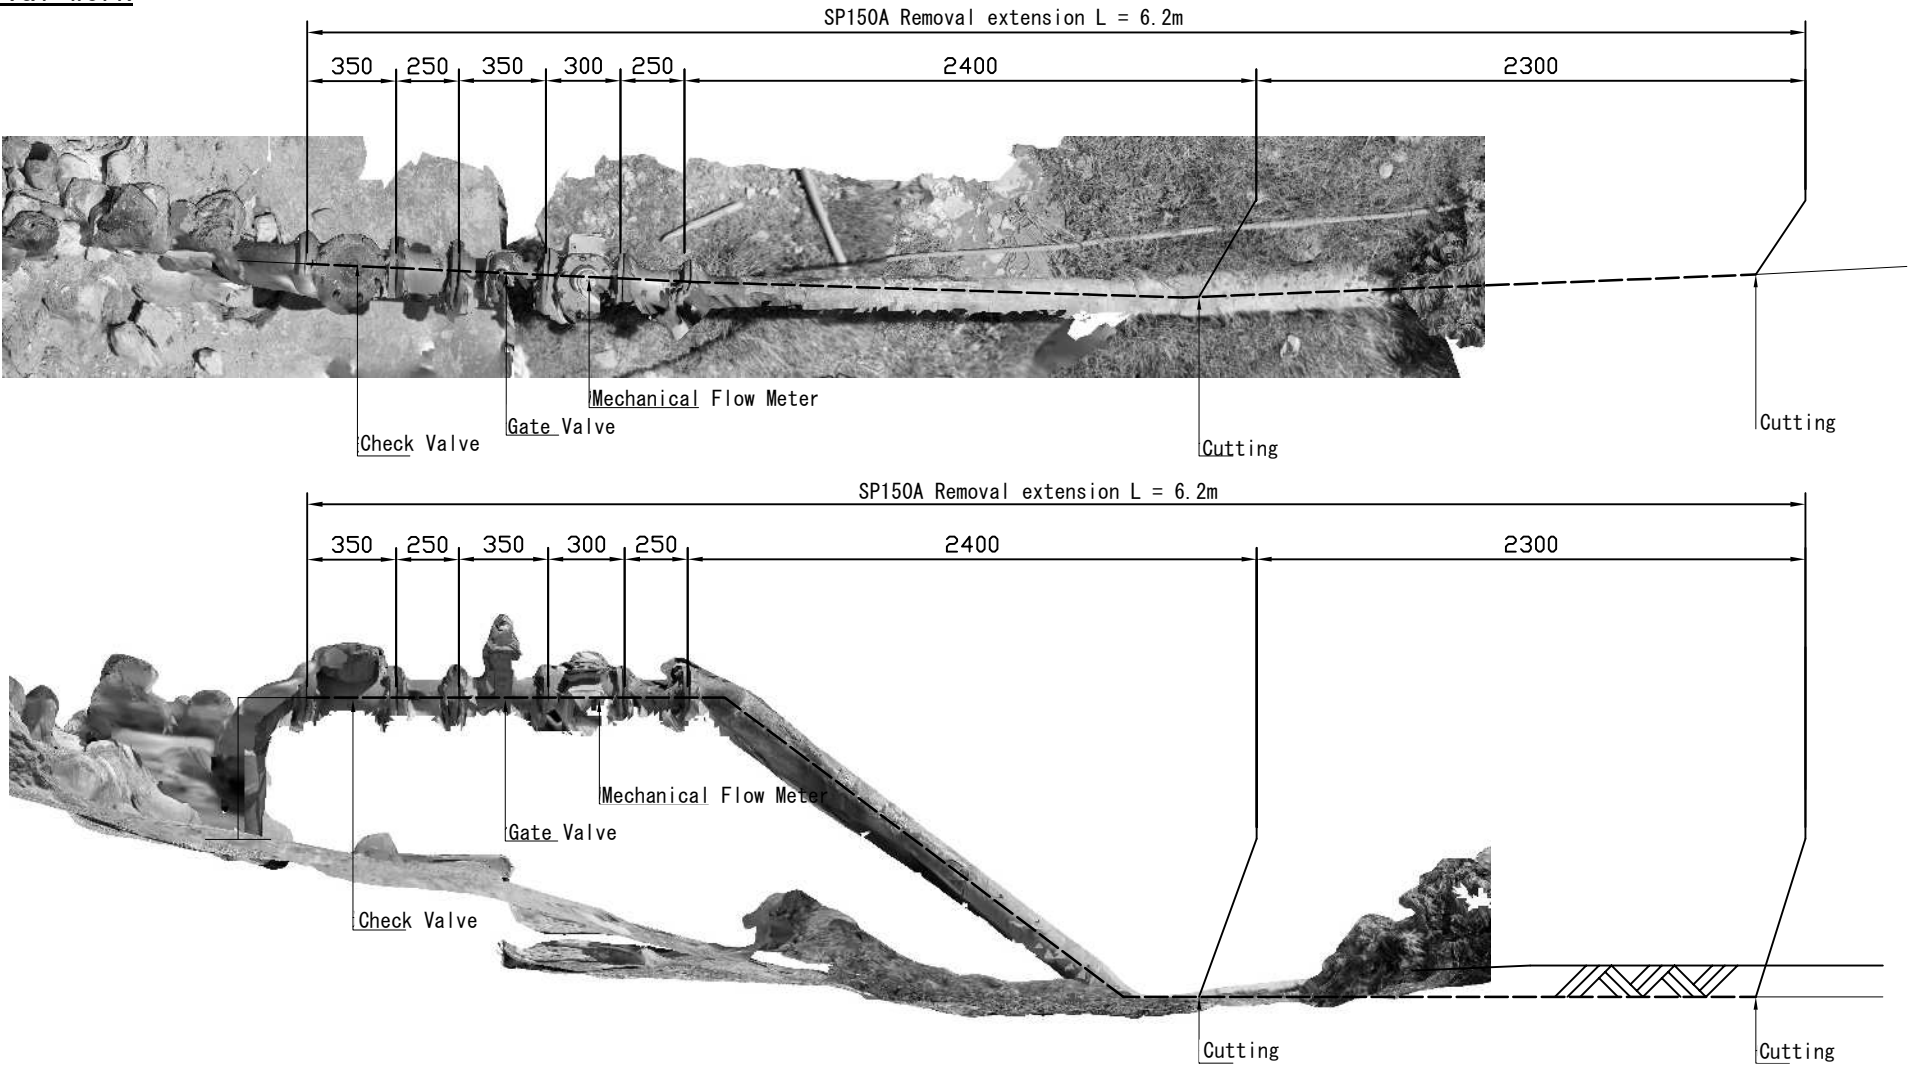 SP150A Removal extension L = 6.2m
350 250 350 300 250 2400 2300
Mechanical Flow Meter
Gate Valve
Check Valve
Cutting
Cutting
SP150A Removal extension L = 6.2m
350 250 350 300 250 2400 2300
Mechanical Flow Meter
Gate Valve
Check Valve
Cutting
Cutting